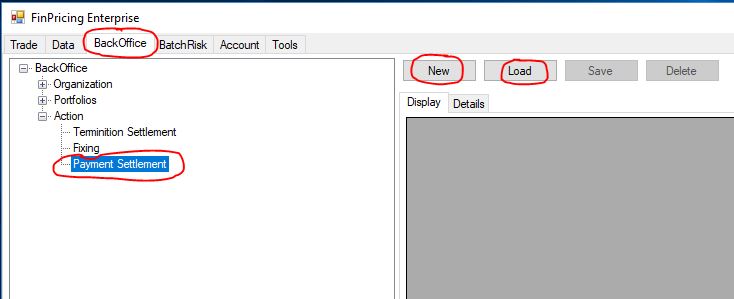 FinPricing Enterprise
Trade Data BackOffice BatchRisk Account Tools
BackOffice
Organization
Portfolios
Action
Terminition Settlement
Fixing
Payment Settlement
New Load Save Delete
Display Details